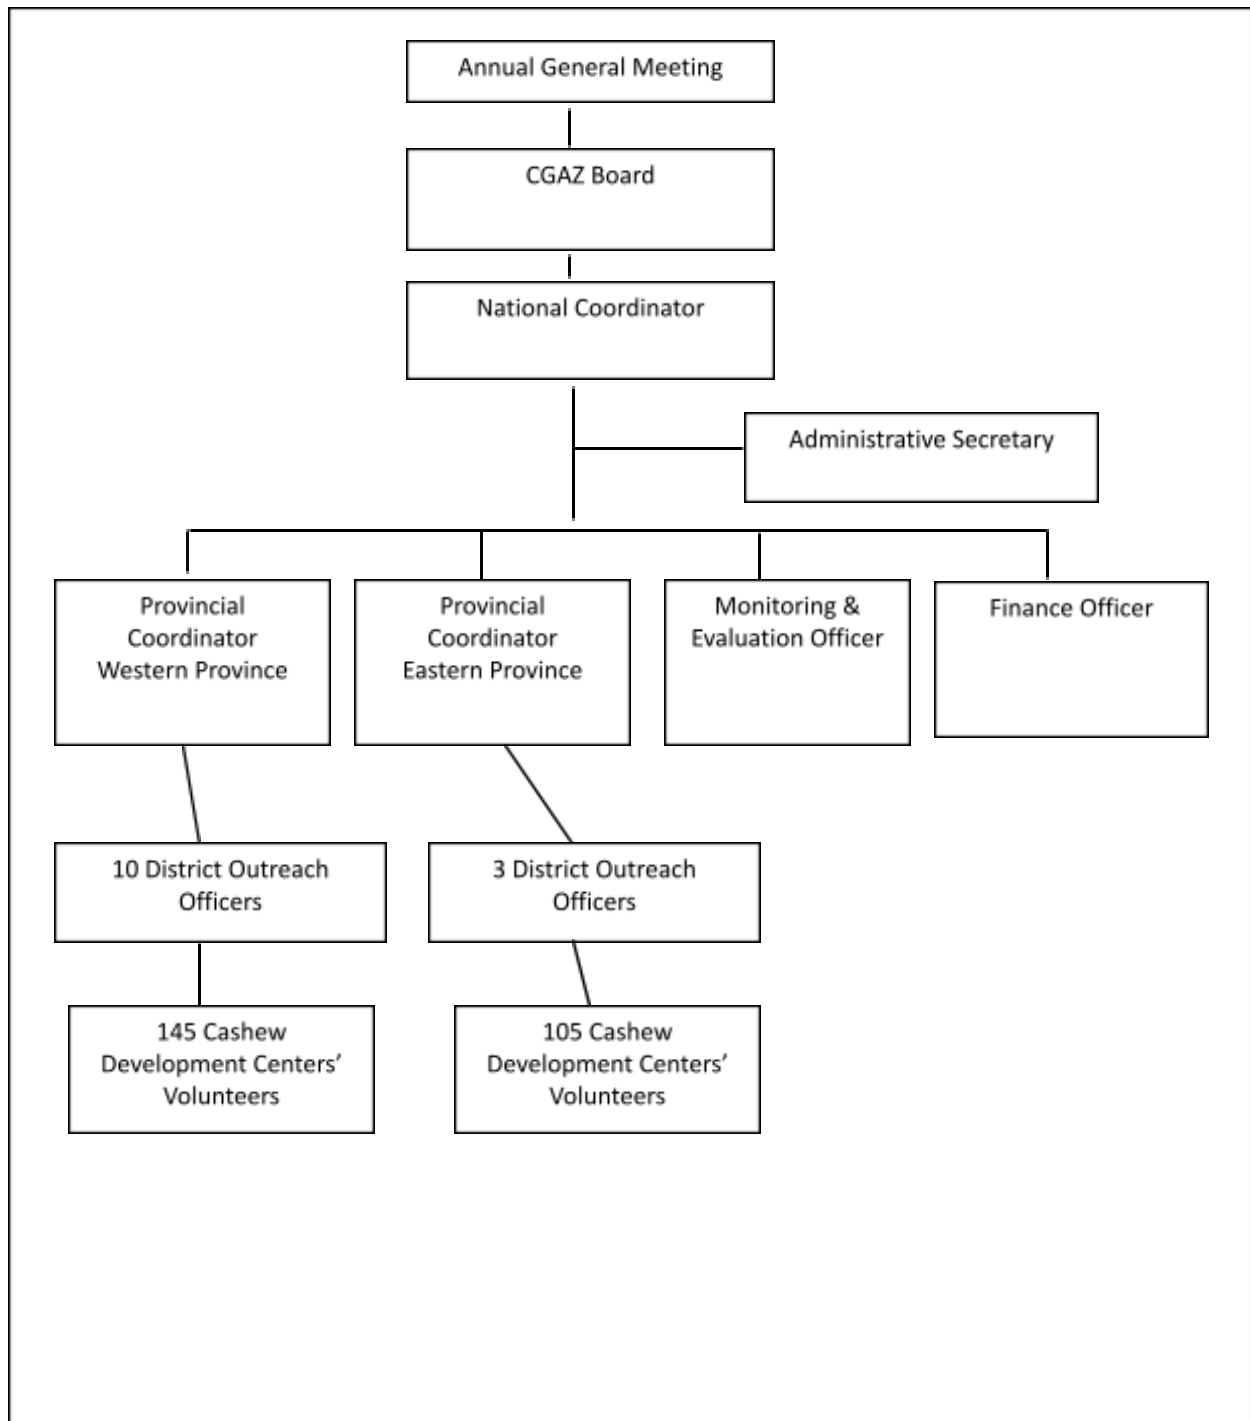 Annual General Meeting
CGAZ Board
National Coordinator
Administrative Secretary
Provincial
Coordinator
Western Province
Provincial
Coordinator
Eastern Province
Monitoring &
Evaluation Officer
Finance Officer
10 District Outreach
Officers
3 District Outreach
Officers
145 Cashew
Development Centers’
Volunteers
105 Cashew
Development Centers’
Volunteers